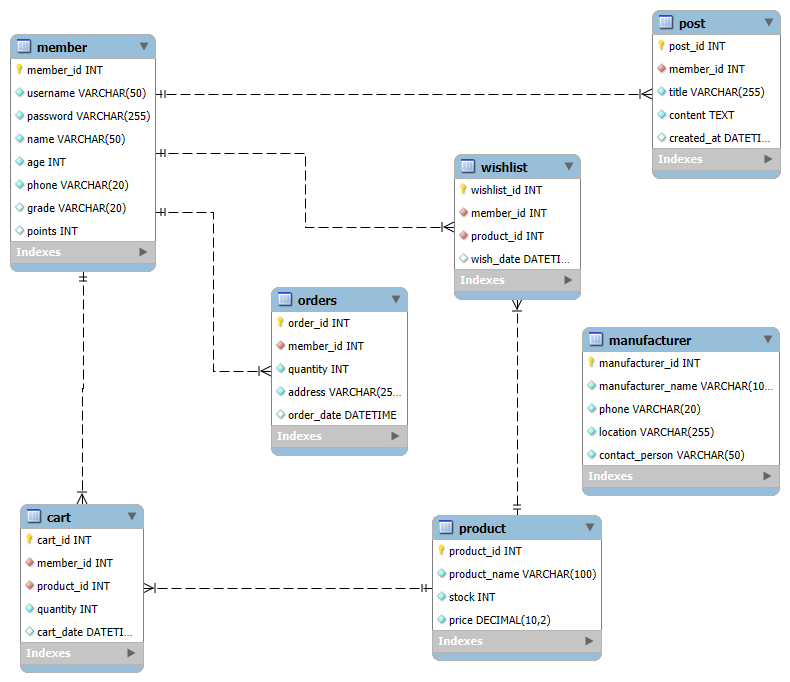 member
member_id INT
username VARCHAR(50)
password VARCHAR(255)
name VARCHAR(50)
age INT
phone VARCHAR(20)
grade VARCHAR(20)
points INT
Indexes
post
post_id INT
member_id INT
title VARCHAR(255)
content TEXT
created_at DATETI...
Indexes
wishlist
wishlist_id INT
member_id INT
product_id INT
wish_date DATETI...
Indexes
orders
order_id INT
member_id INT
quantity INT
address VARCHAR(25...
order_date DATETIME
Indexes
manufacturer
manufacturer_id INT
manufacturer_name VARCHAR(10...
phone VARCHAR(20)
location VARCHAR(255)
contact_person VARCHAR(50)
Indexes
cart
cart_id INT
member_id INT
product_id INT
quantity INT
cart_date DATETI...
Indexes
product
product_id INT
product_name VARCHAR(100)
stock INT
price DECIMAL(10,2)
Indexes